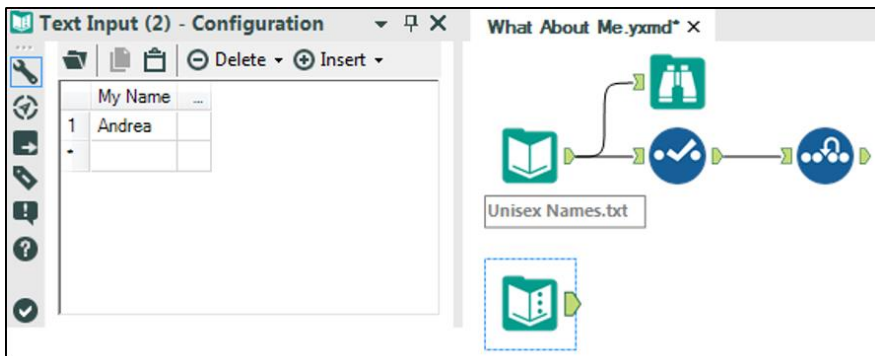 Text Input (2) - Configuration
Delete Insert
My Name ...
1 Andrea
*
What About Me.yxmd* X
Unisex Names.txt